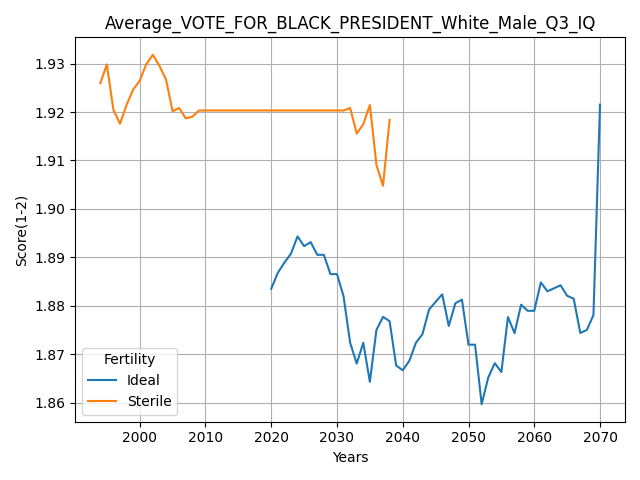 Average_VOTE_FOR_BLACK_PRESIDENT_White_Male_Q3_IQ
1.93
1.92
1.91
1.90
1.89
1.88
1.87
1.86
Score(1-2)
Fertility
Ideal
Sterile
2000 2010 2020 2030 2040 2050 2060 2070
Years